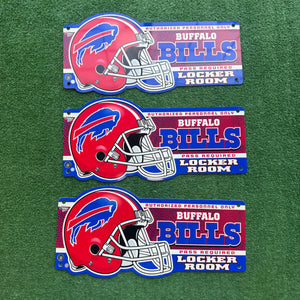 AUTHORIZED PERSONNEL ONLY
BUFFALO
BILLS
PASS REQUIRED
LOCKER
ROOM
AUTHORIZED PERSONNEL ONLY
BUFFALO
BILLS
PASS REQUIRED
LOCKER
ROOM
AUTHORIZED PERSONNEL ONLY
BUFFALO
BILLS
PASS REQUIRED
LOCKER
ROOM